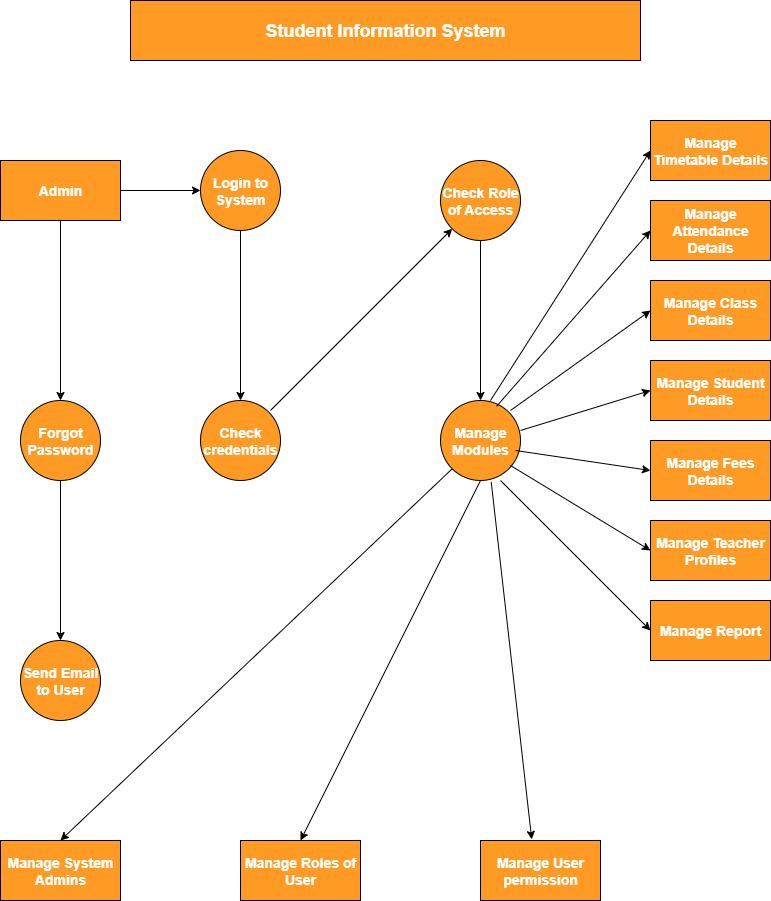 Student Information System
Admin
Login to
System
Check Role
of Access
Manage
Timetable Details
Manage
Attendance
Details
Manage Class
Details
Manage Student
Details
Forgot
Password
Check
credentials
Manage
Modules
Manage Fees
Details
Manage Teacher
Profiles
Manage Report
Send Email
to User
Manage System
Admins
Manage Roles of
User
Manage User
permission